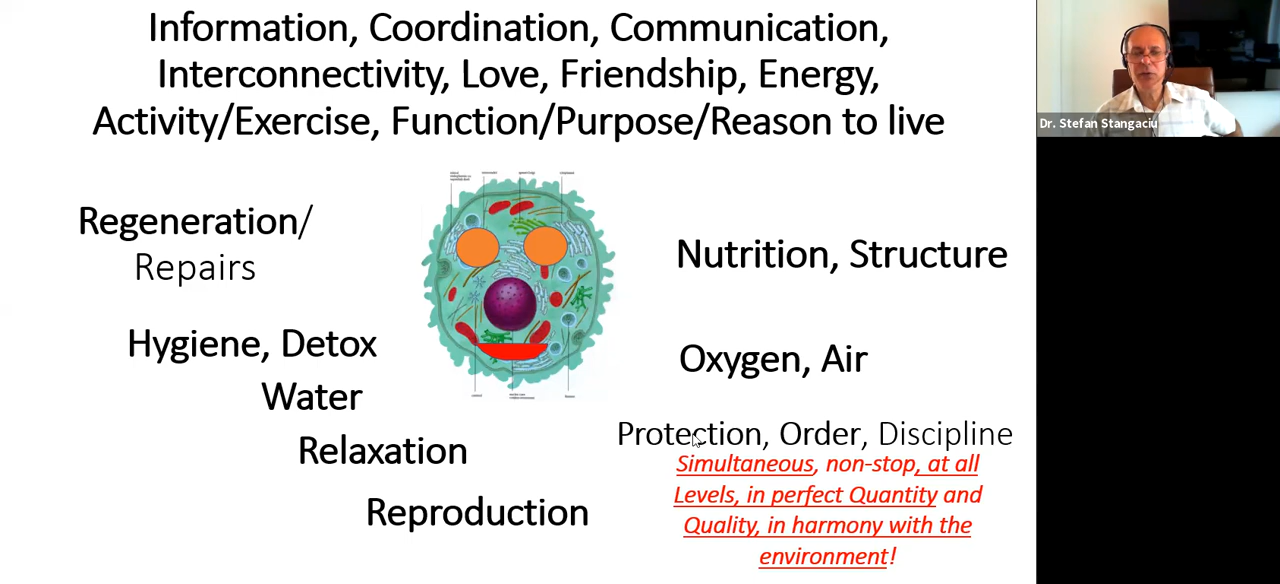 Information, Coordination, Communication,
Interconnectivity, Love, Friendship, Energy,
Activity/Exercise, Function/Purpose/Reason to live
Dr. Stefan Stangaciu
Regeneration/
Repairs
Nutrition, Structure
Hygiene, Detox
Oxygen, Air
Water
Relaxation
Protection, Order, Discipline
Simultaneous, non-stop, at all
Levels, in perfect Quantity and
Quality, in harmony with the
environment!
Reproduction